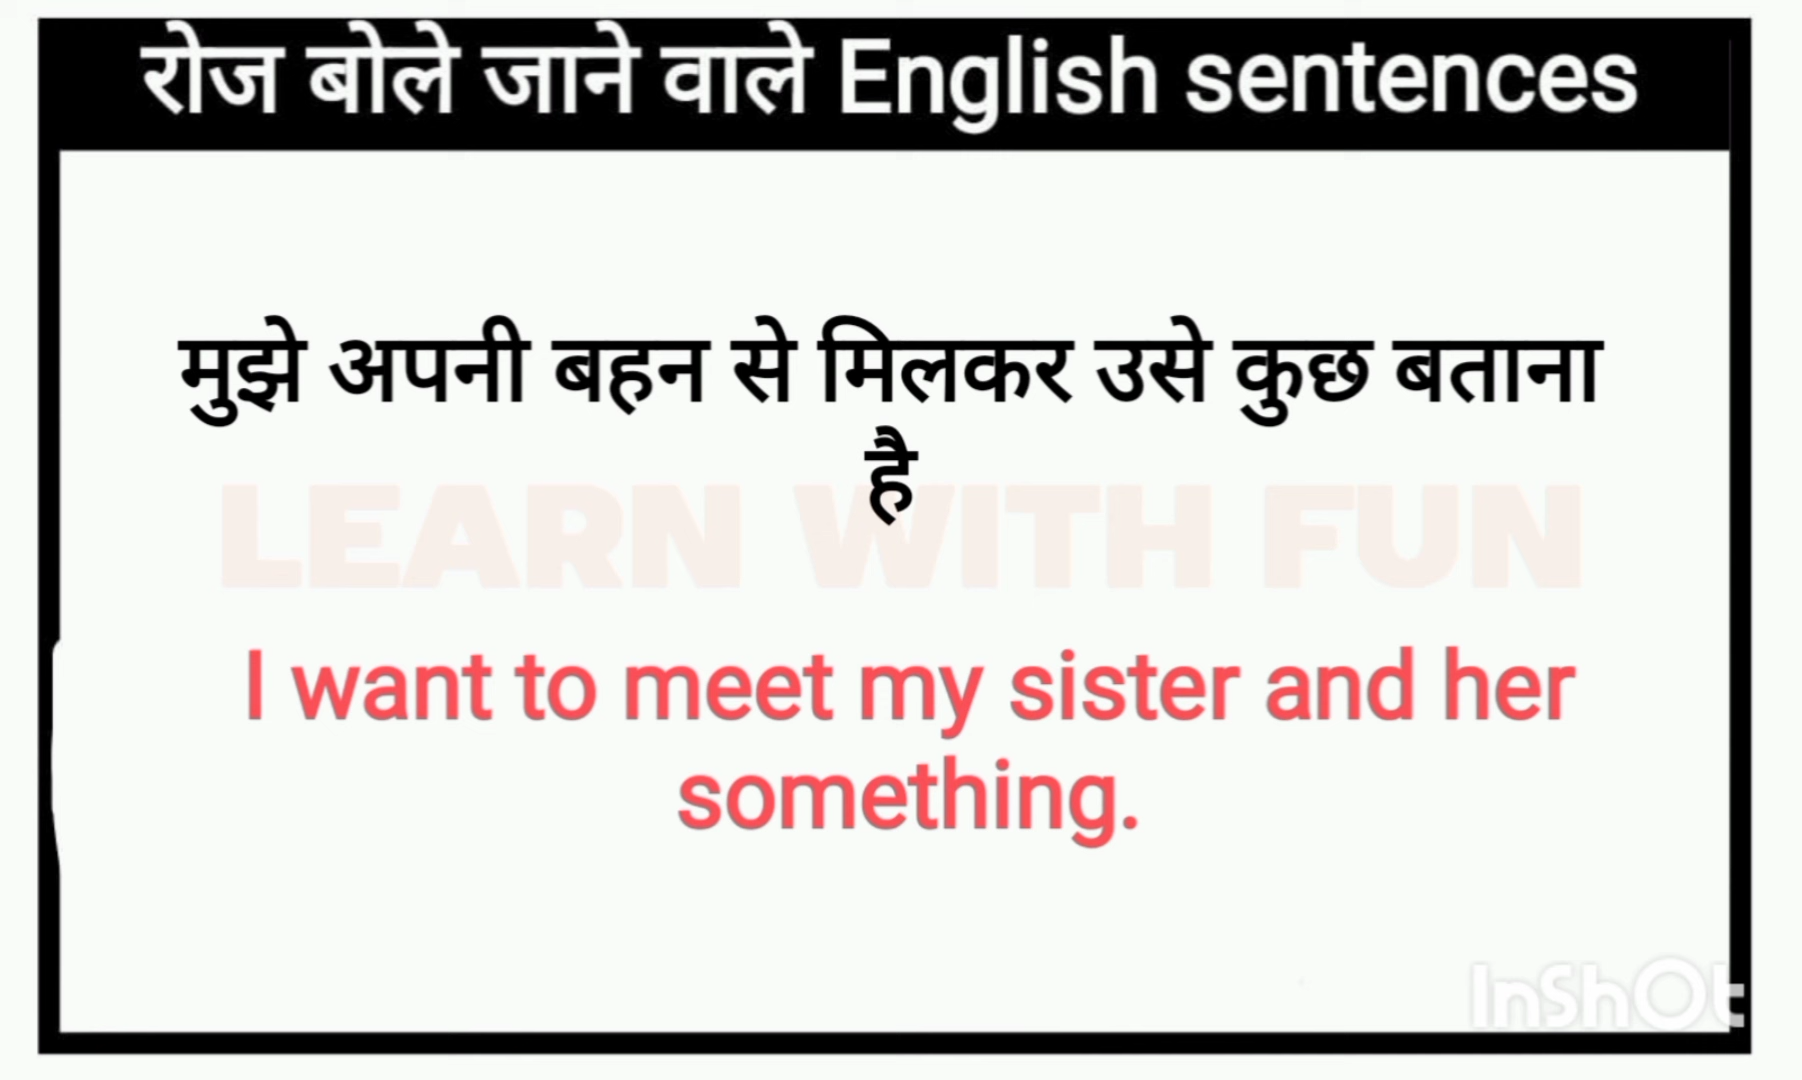 रोज बोले जाने वाले English sentences
मुझे अपनी बहन से मिलकर उसे कुछ बताना
है
LEARN WITH FUN
I want to meet my sister and her
something.
InShOt